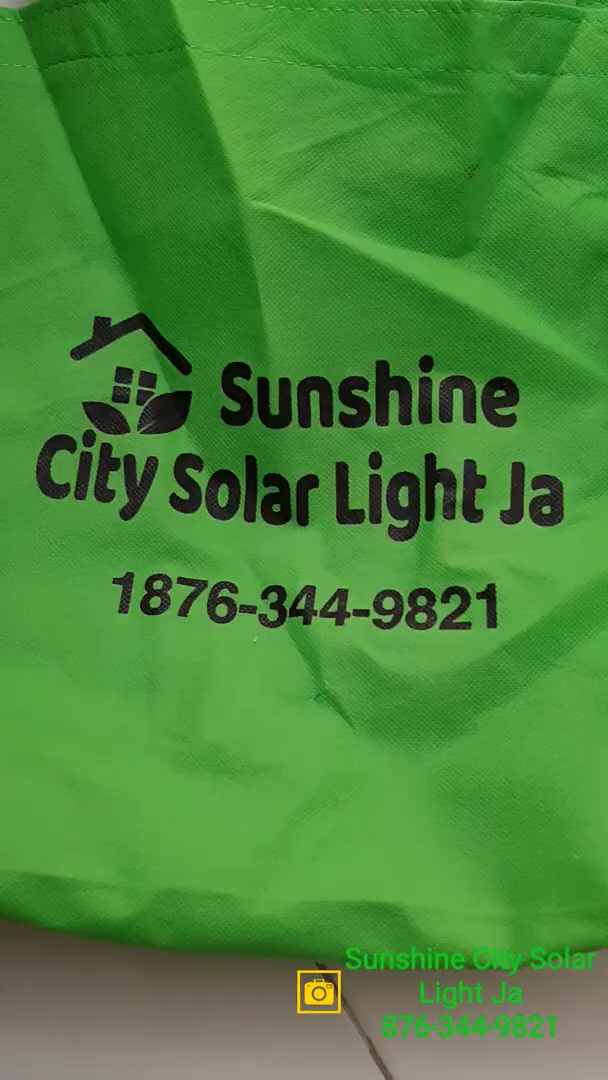 Sunshine
City Solar Light Ja
1876-344-9821
Sunshine City Solar
Light Ja
876-344-9821